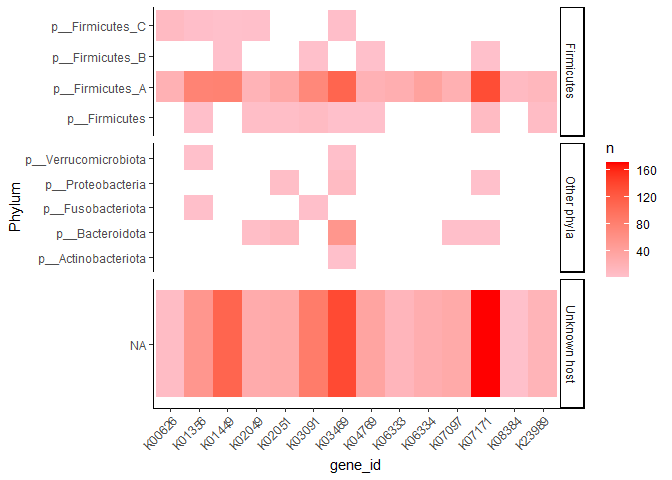 p__Firmicutes_C
p__Firmicutes_B
p__Firmicutes_A
p__Firmicutes
Firmicutes
p__Verrucomicrobiota
p__Proteobacteria
p__Fusobacteriota
p__Bacteroidota
p__Actinobacteriota
Other phyla
NA
Unknown host
Phylum
K00626
K01356
K01449
K02049
K02051
K03091
K03469
K04769
K06333
K06334
K07097
K07171
K08384
K23989
gene_id
n
160
120
80
40